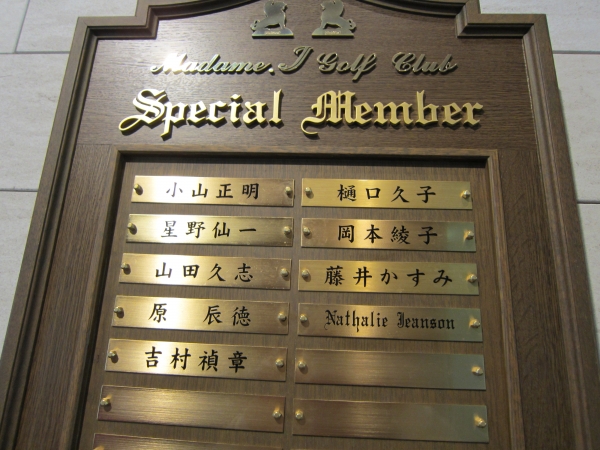 Madame. J Golf Club
Special Member
小山正明
樋口久子
星野仙一
岡本綾子
山田久志
藤井かすみ
原 辰徳
Nathalie Jeanson
吉村禎章